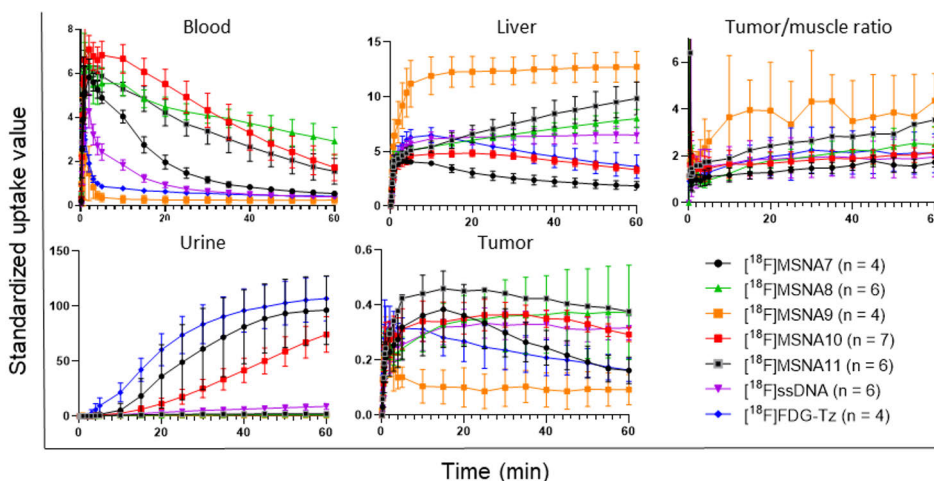 Blood
Liver
Tumor/muscle ratio
8
6
4
2
0
0
20
40
60
15
10
5
0
0
20
40
60
6
4
2
0
0
20
40
60
Standardized uptake value
Urine
Tumor
150
100
50
0
0
20
40
60
0.6
0.4
0.2
0.0
0
20
40
60
[¹⁸F]MSNA7 (n = 4)
[¹⁸F]MSNA8 (n = 6)
[¹⁸F]MSNA9 (n = 4)
[¹⁸F]MSNA10 (n = 7)
[¹⁸F]MSNA11 (n = 6)
[¹⁸F]ssDNA (n = 6)
[¹⁸F]FDG-Tz (n = 4)
Time (min)